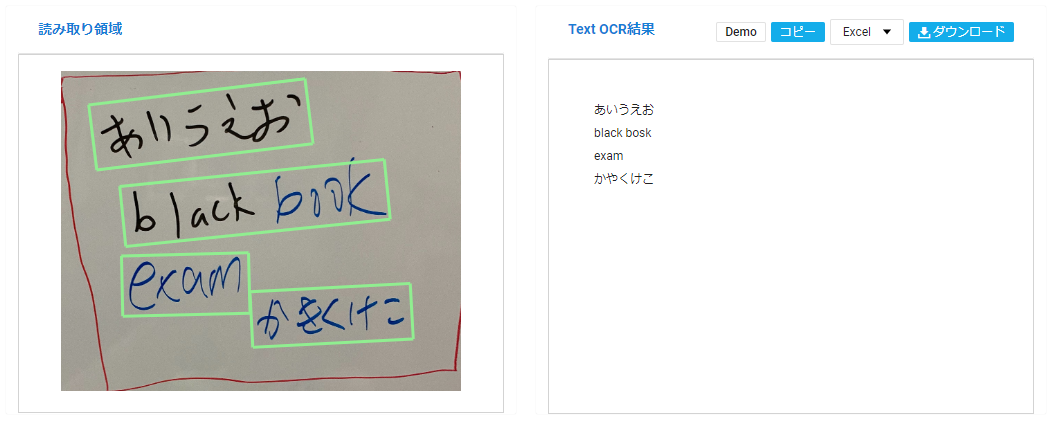 読み取り領域
あいうえお
black book
exam
かきくけこ
Text OCR結果
Demo
コピー
Excel
ダウンロード
あいうえお
black bosk
exam
かやくけこ